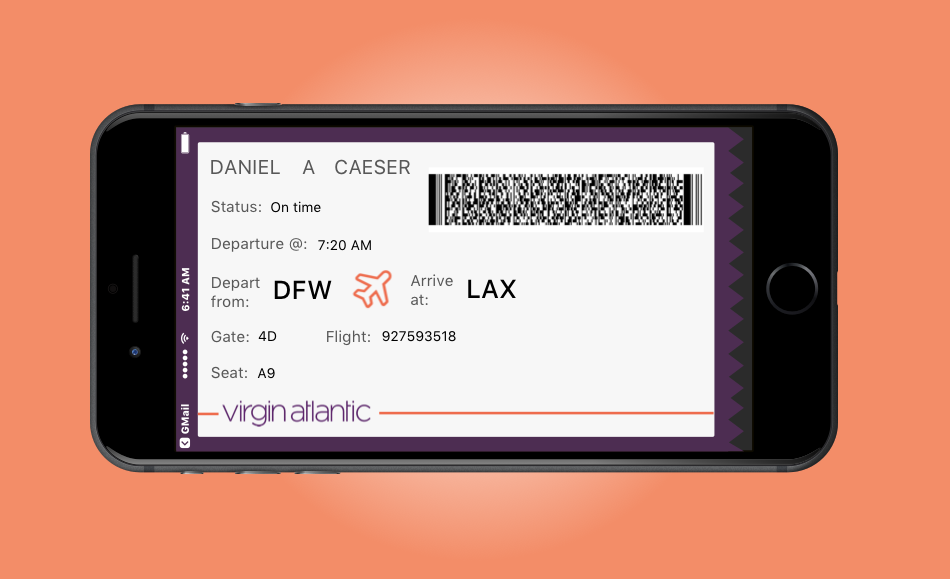 DANIEL A CAESER
Status: On time
Departure @: 7:20 AM
Depart from: DFW
Arrive at: LAX
Gate: 4D Flight: 927593518
Seat: A9
virgin atlantic
GMail 6:41 AM